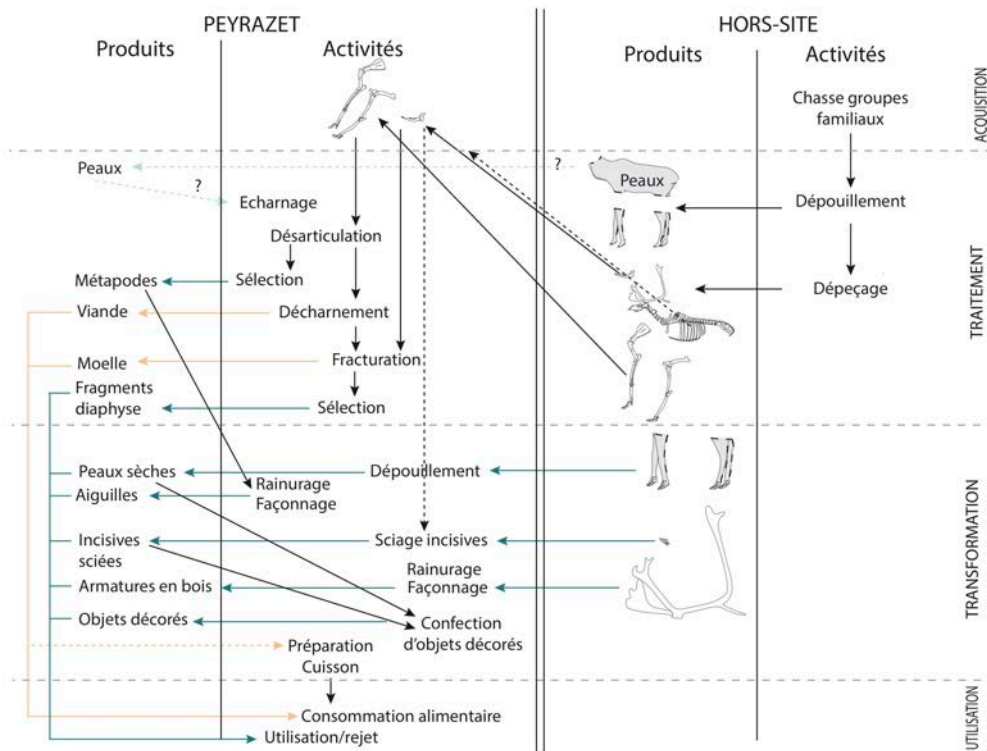 PEYRAZET
HORS-SITE
Produits
Activités
Produits
Activités
ACQUISITION
Chasse groupes
familiaux
Peaux
?
?
Peaux
Echarnage
Dépouillement
Désarticulation
Métapodes
Sélection
Dépeçage
Viande
Décharnement
TRAITEMENT
Moelle
Fracturation
Fragments
diaphyse
Sélection
Peaux sèches
Dépouillement
Aiguilles
Rainurage
Façonnage
Incisives
sciées
Sciage incisives
TRANSFORMATION
Armatures en bois
Rainurage
Façonnage
Objets décorés
Confection
d'objets décorés
Préparation
Cuisson
Consommation alimentaire
Utilisation/rejet
UTILISATION